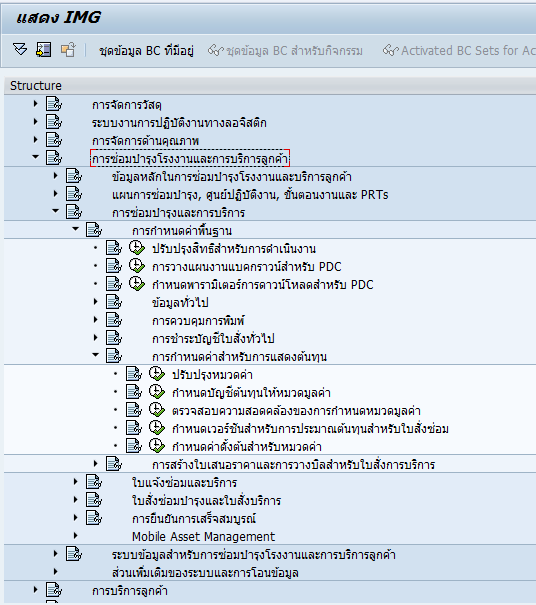 แสดง IMG
ชุดข้อมูล BC ที่มีอยู่ ชุดข้อมูล BC สำหรับกิจกรรม Activated BC Sets for Ac
Structure
การจัดการวัสดุ
ระบบงานการปฏิบัติงานทางลอจิสติก
การจัดการด้านคุณภาพ
การซ่อมบำรุงโรงงานและการบริการลูกค้า
ข้อมูลหลักในการซ่อมบำรุงโรงงานและบริการลูกค้า
แผนการซ่อมบำรุง, ศูนย์ปฏิบัติงาน, ขั้นตอนงานและ PRTs
การซ่อมบำรุงและการบริการ
การกำหนดค่าพื้นฐาน
ปรับปรุงสิทธิ์สำหรับการดำเนินงาน
การวางแผนงานแบคกราวน์สำหรับ PDC
กำหนดพารามิเตอร์การดาวน์โหลดสำหรับ PDC
ข้อมูลทั่วไป
การควบคุมการพิมพ์
การชำระบัญชีใบสั่งทั่วไป
การกำหนดค่าสำหรับการแสดงต้นทุน
ปรับปรุงหมวดค่า
กำหนดบัญชีต้นทุนให้หมวดมูลค่า
ตรวจสอบความสอดคล้องของการกำหนดหมวดมูลค่า
กำหนดเวอร์ชันสำหรับการประมาณต้นทุนสำหรับใบสั่งซ่อม
กำหนดค่าตั้งต้นสำหรับหมวดค่า
การสร้างใบเสนอราคาและการวางบิลสำหรับใบสั่งการบริการ
ใบแจ้งซ่อมและบริการ
ใบสั่งซ่อมบำรุงและใบสั่งบริการ
การยืนยันการเสร็จสมบูรณ์
Mobile Asset Management
ระบบข้อมูลสำหรับการซ่อมบำรุงโรงงานและการบริการลูกค้า
ส่วนเพิ่มเติมของระบบและการโอนข้อมูล
การบริการลูกค้า